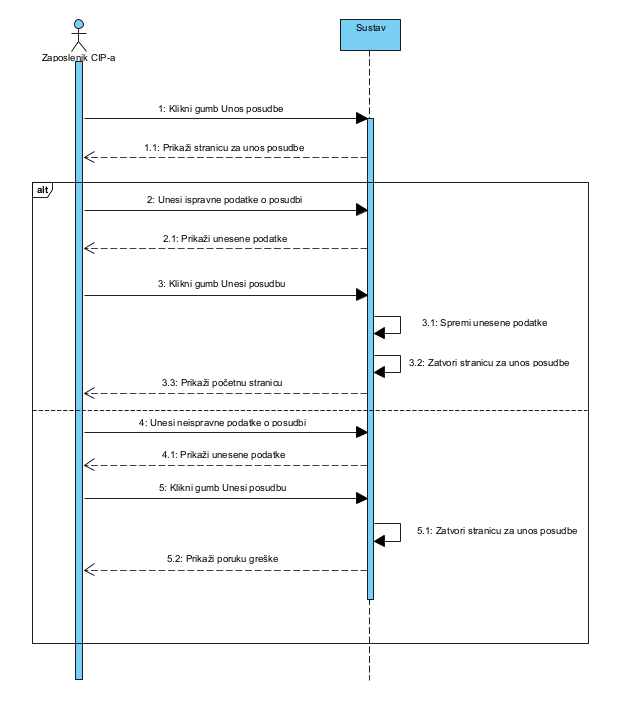 Sustav
Zaposlenik CIP-a
1: Klikni gumb Unos posudbe
1.1: Prikaži stranicu za unos posudbe
alt
2: Unesi ispravne podatke o posudbi
2.1: Prikaži unesene podatke
3: Klikni gumb Unesi posudbu
3.1: Spremi unesene podatke
3.2: Zatvori stranicu za unos posudbe
3.3: Prikaži početnu stranicu
4: Unesi neispravne podatke o posudbi
4.1: Prikaži unesene podatke
5: Klikni gumb Unesi posudbu
5.1: Zatvori stranicu za unos posudbe
5.2: Prikaži poruku greške